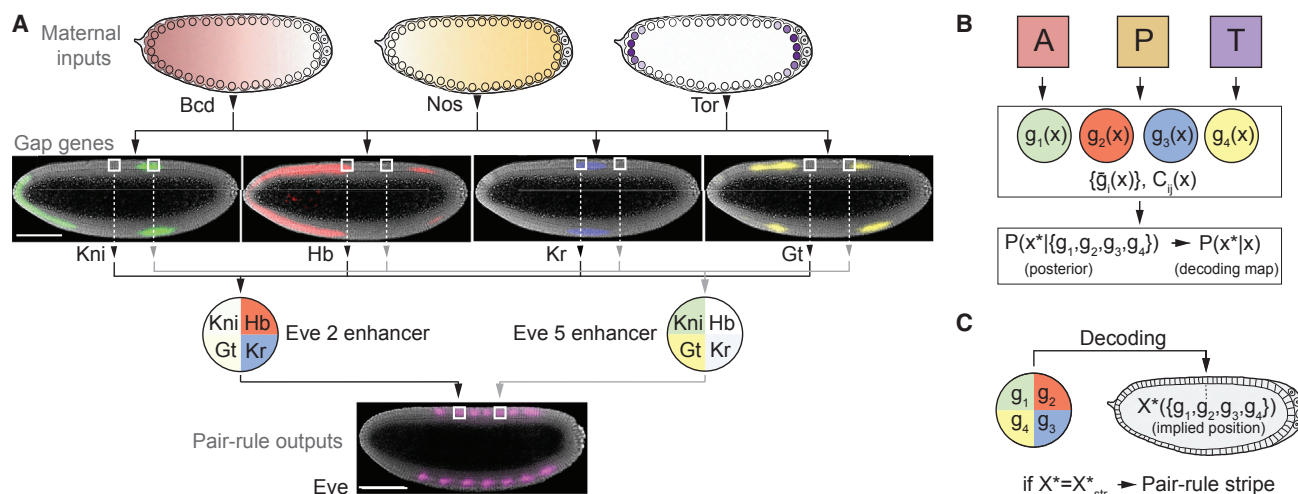 A
Maternal
inputs
Bcd
Nos
Tor
Gap genes
Kni
Hb
Kr
Gt
Kni Hb
Gt Kr
Eve 2 enhancer
Eve 5 enhancer
Kni Hb
Gt Kr
Pair-rule outputs
Eve
B
A
P
T
g₁(x)
g₂(x)
g₃(x)
g₄(x)
{ḡᵢ(x)}, Cᵢⱼ(x)
P(x*|{g₁,g₂,g₃,g₄})
P(x*|x)
(posterior)
(decoding map)
C
Decoding
g₁ g₂
g₄ g₃
X*({g₁,g₂,g₃,g₄})
(implied position)
if X*=X*str
Pair-rule stripe